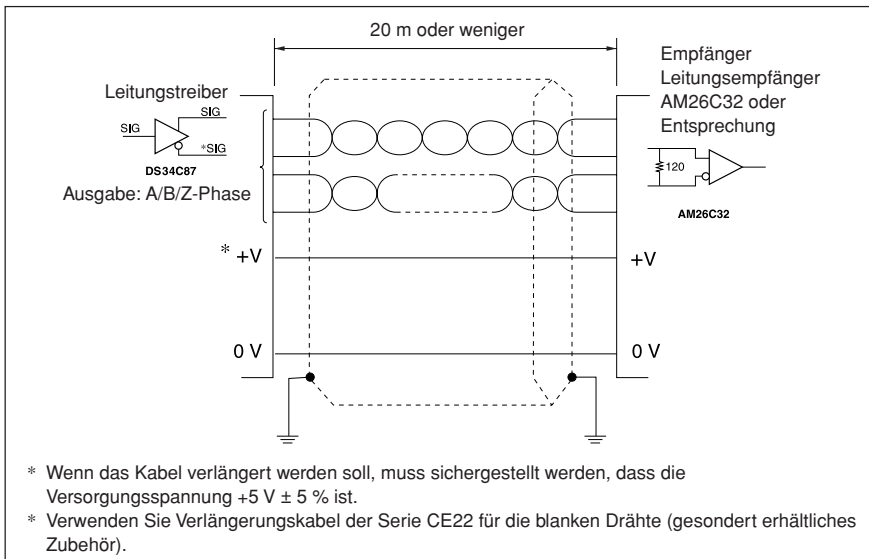 20 m oder weniger
Empfänger
Leitungsempfänger
AM26C32 oder
Entsprechung
Leitungstreiber
SIG
SIG
*SIG
DS34C87
Ausgabe: A/B/Z-Phase
120
AM26C32
* +V
+V
0 V
0 V
* Wenn das Kabel verlängert werden soll, muss sichergestellt werden, dass die
Versorgungsspannung +5 V ± 5 % ist.
* Verwenden Sie Verlängerungskabel der Serie CE22 für die blanken Drähte (gesondert erhältliches
Zubehör).